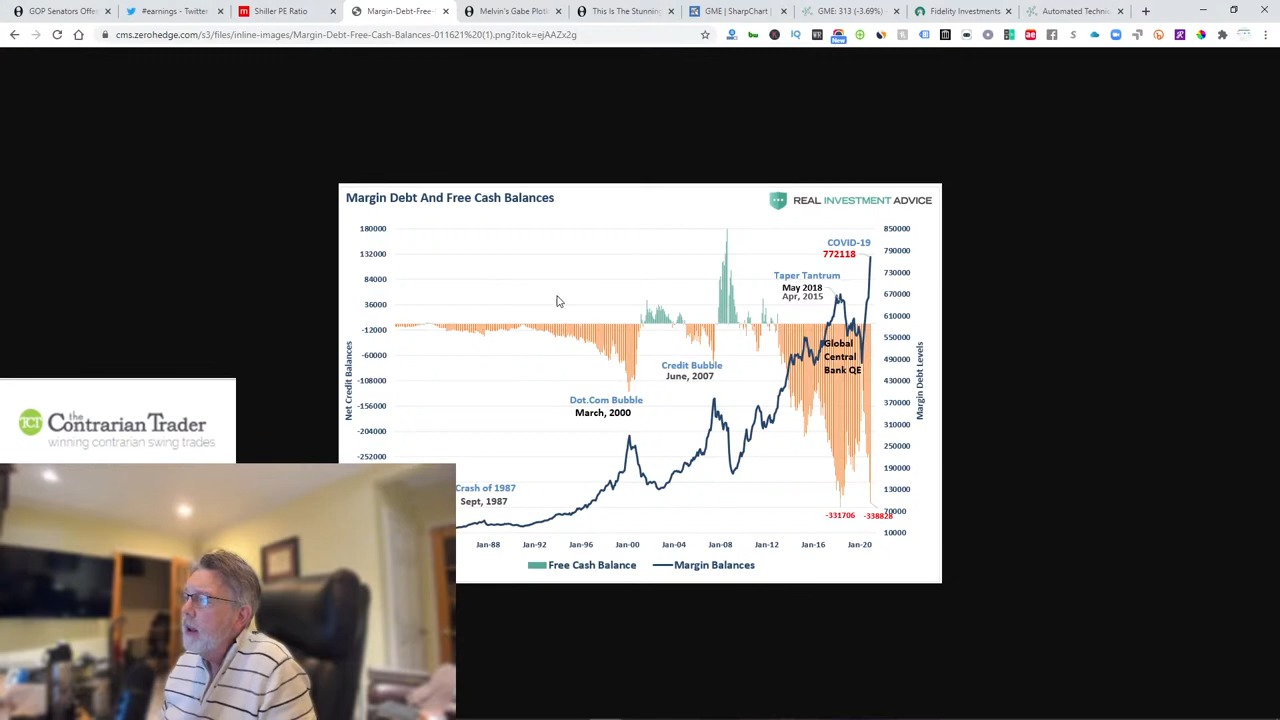 GOP Senators Offe
#earnings - Twitter
Shiller PE Ratio
Margin-Debt-Free-
Melvin's Gabe Plotk
This Is The Stunning
GME | SharpChart |
GME: 313 (-3.69%) -
Fidelity Investments
Automated Technic
cms.zerohedge.com/s3/files/inline-images/Margin-Debt-Free-Cash-Balances-011621%20(1).png?itok=ejAAZx2g
New
Margin Debt And Free Cash Balances
REAL INVESTMENT ADVICE
180000
132000
84000
36000
-12000
-60000
-108000
-156000
-204000
-252000
Net Credit Balances
850000
790000
730000
670000
610000
550000
490000
430000
370000
310000
250000
190000
130000
70000
10000
Margin Debt Levels
COVID-19
772118
Taper Tantrum
May 2018
Apr, 2015
Global
Central
Bank QE
Credit Bubble
June, 2007
Dot.Com Bubble
March, 2000
Crash of 1987
Sept, 1987
-331706
-338828
Jan-88
Jan-92
Jan-96
Jan-00
Jan-04
Jan-08
Jan-12
Jan-16
Jan-20
Free Cash Balance
Margin Balances
TCT
the
Contrarian Trader
winning contrarian swing trades